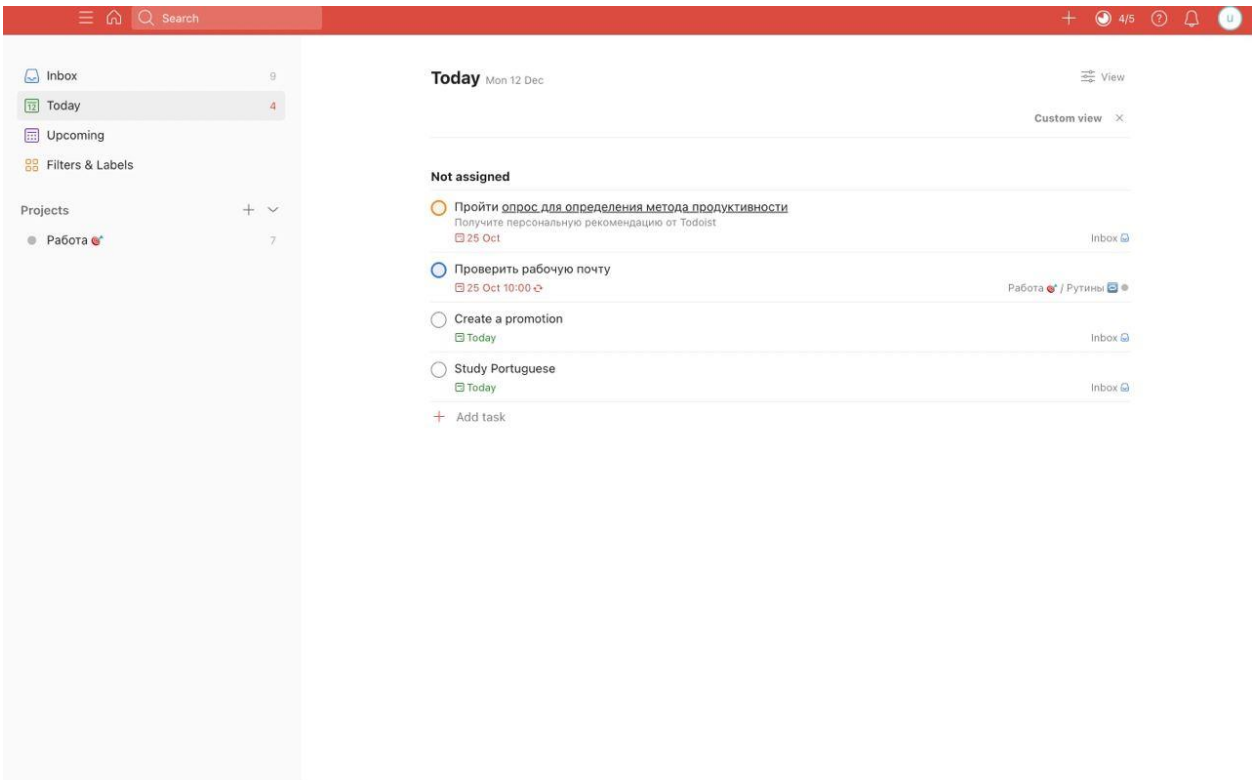 Search
4/5
U
Inbox 9
12 Today 4
Upcoming
Filters & Labels
Projects
Работа 🎯 7
Today Mon 12 Dec
View
Custom view
Not assigned
Пройти опрос для определения метода продуктивности
Получите персональную рекомендацию от Todoist
25 Oct
Inbox
Проверить рабочую почту
25 Oct 10:00
Работа 🎯 / Рутины
Create a promotion
Today
Inbox
Study Portuguese
Today
Inbox
Add task